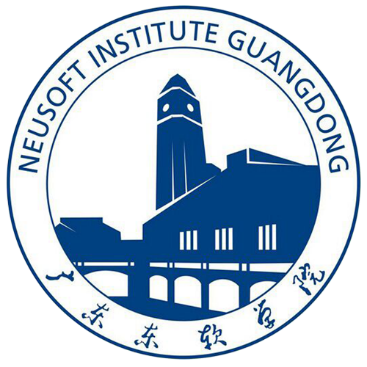 NEUSOFT INSTITUTE GUANGDONG
广东东软学院